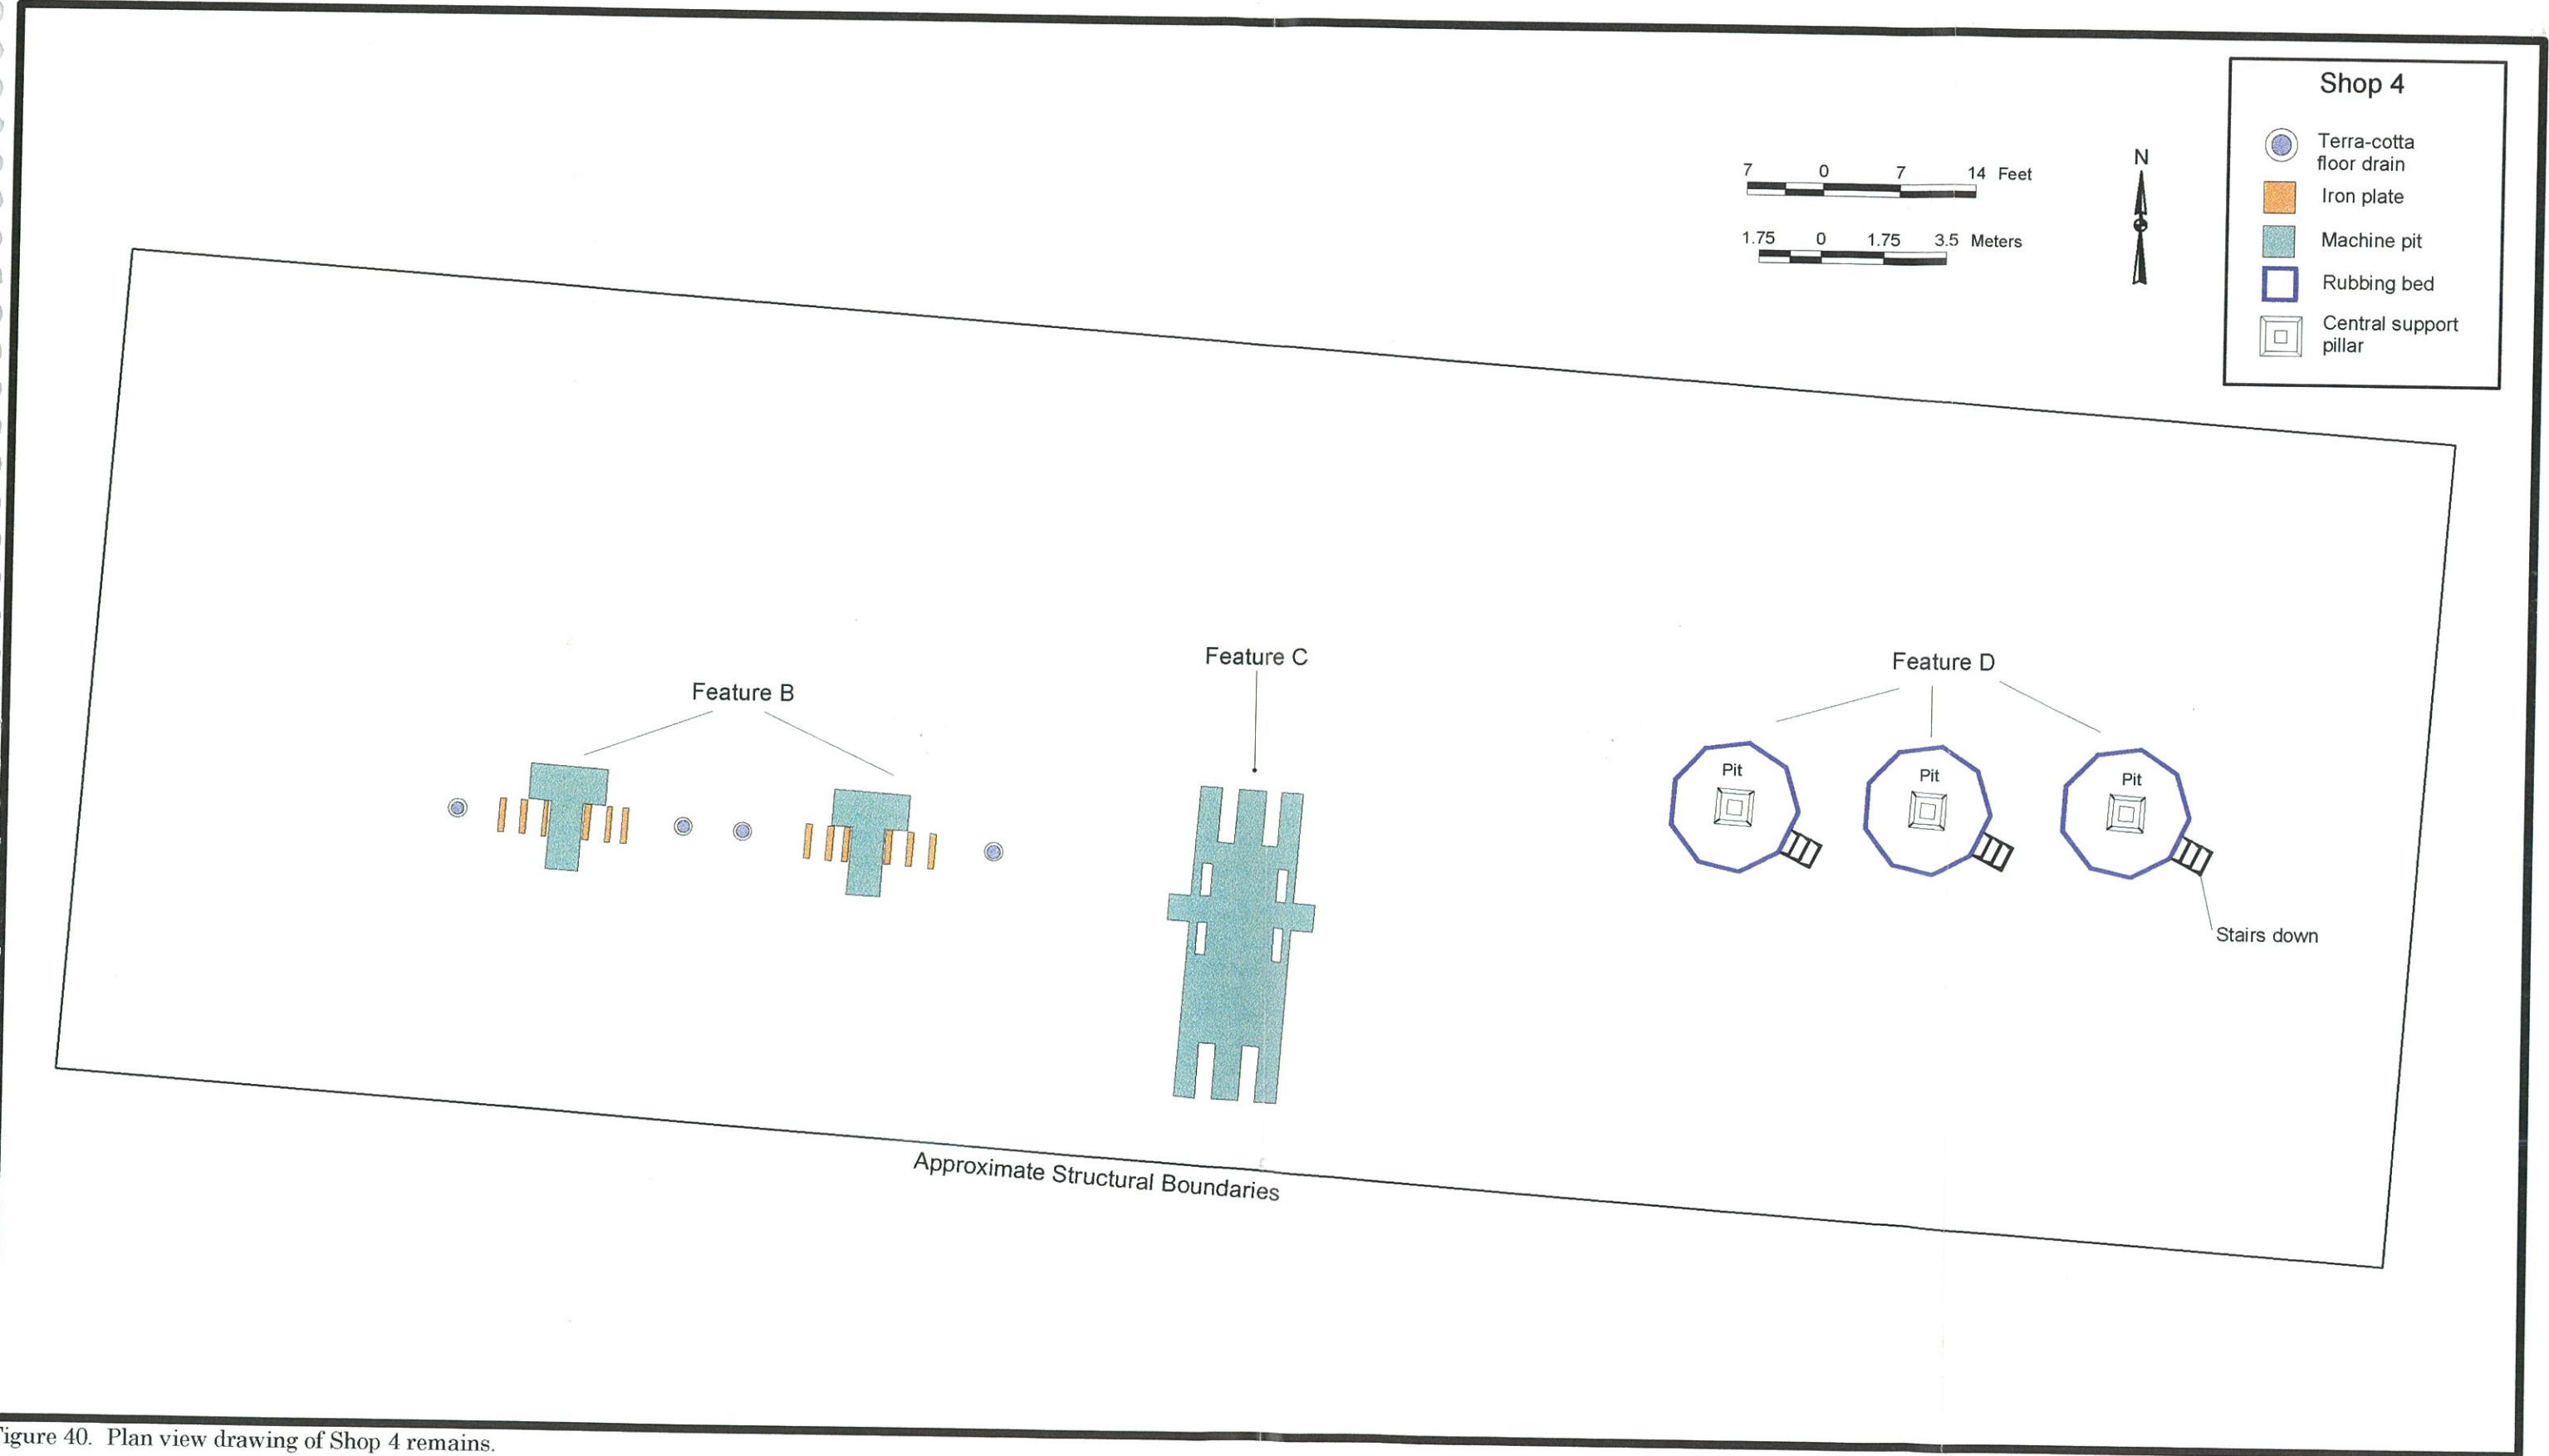 Shop 4
Terra-cotta
floor drain
Iron plate
Machine pit
Rubbing bed
Central support
pillar
7 0 7 14 Feet
1.75 0 1.75 3.5 Meters
N
Feature B
Feature C
Feature D
Pit
Pit
Pit
Stairs down
Approximate Structural Boundaries
igure 40. Plan view drawing of Shop 4 remains.